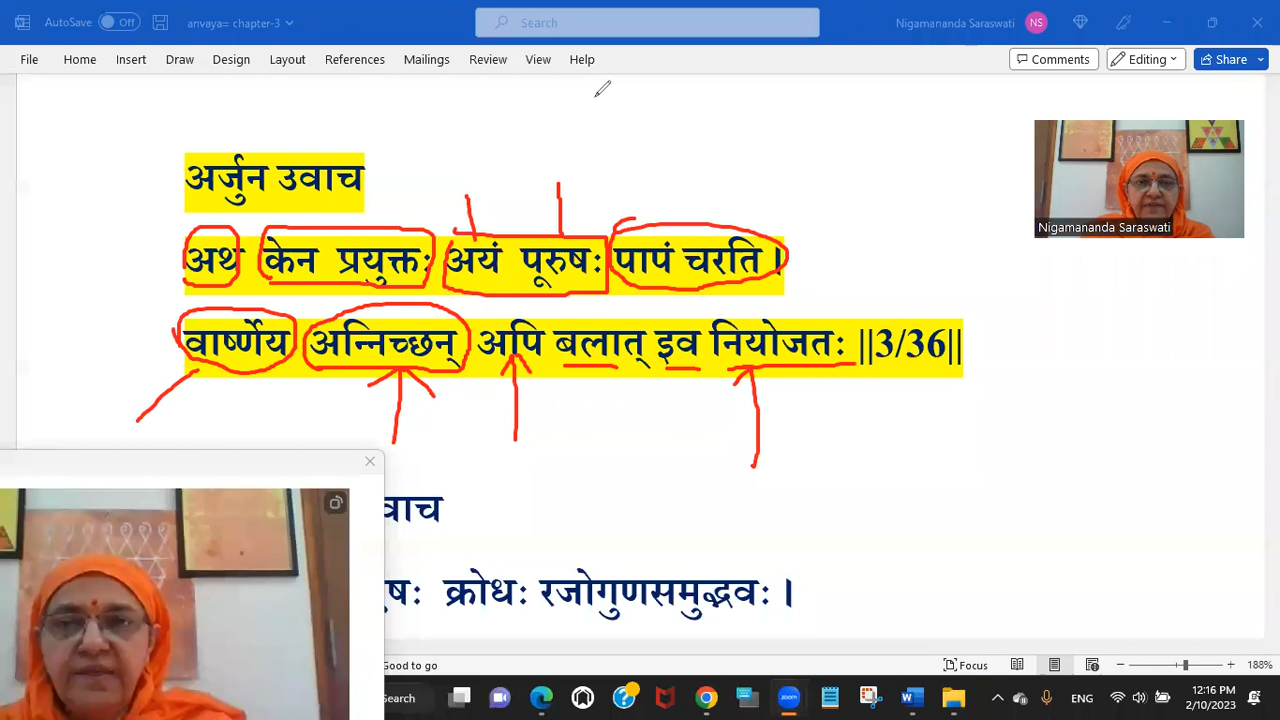 AutoSave Off anvaya= chapter-3 Search Nigamananda Saraswati NS
File Home Insert Draw Design Layout References Mailings Review View Help Comments Editing Share
अर्जुन उवाच
अथ केन प्रयुक्तः अयं पूरुषः पापं चरति ।
वार्ष्णेय अन्निच्छन् अपि बलात् इव नियोजतः ||3/36||
Nigamananda Saraswati
वाच
षः क्रोधः रजोगुणसमुद्भवः ।
Good to go Focus 188%
Search zoom ENG 12:16 PM
2/10/2023